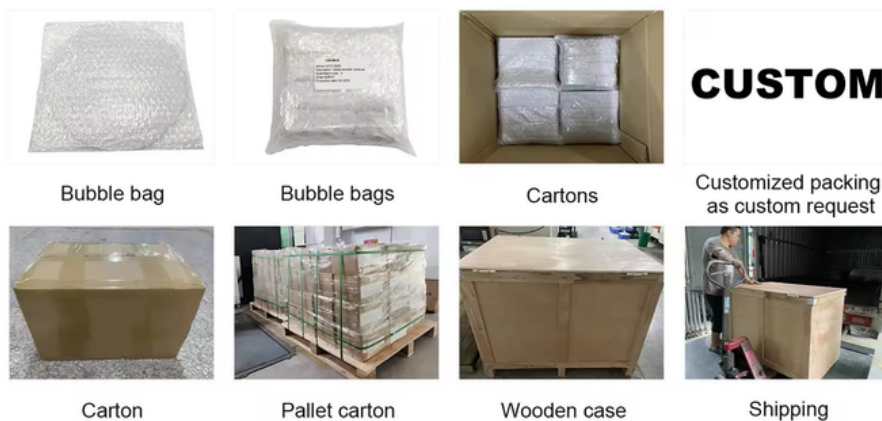 CUSTOM
Bubble bag
Bubble bags
Cartons
Customized packing
as custom request
Carton
Pallet carton
Wooden case
Shipping